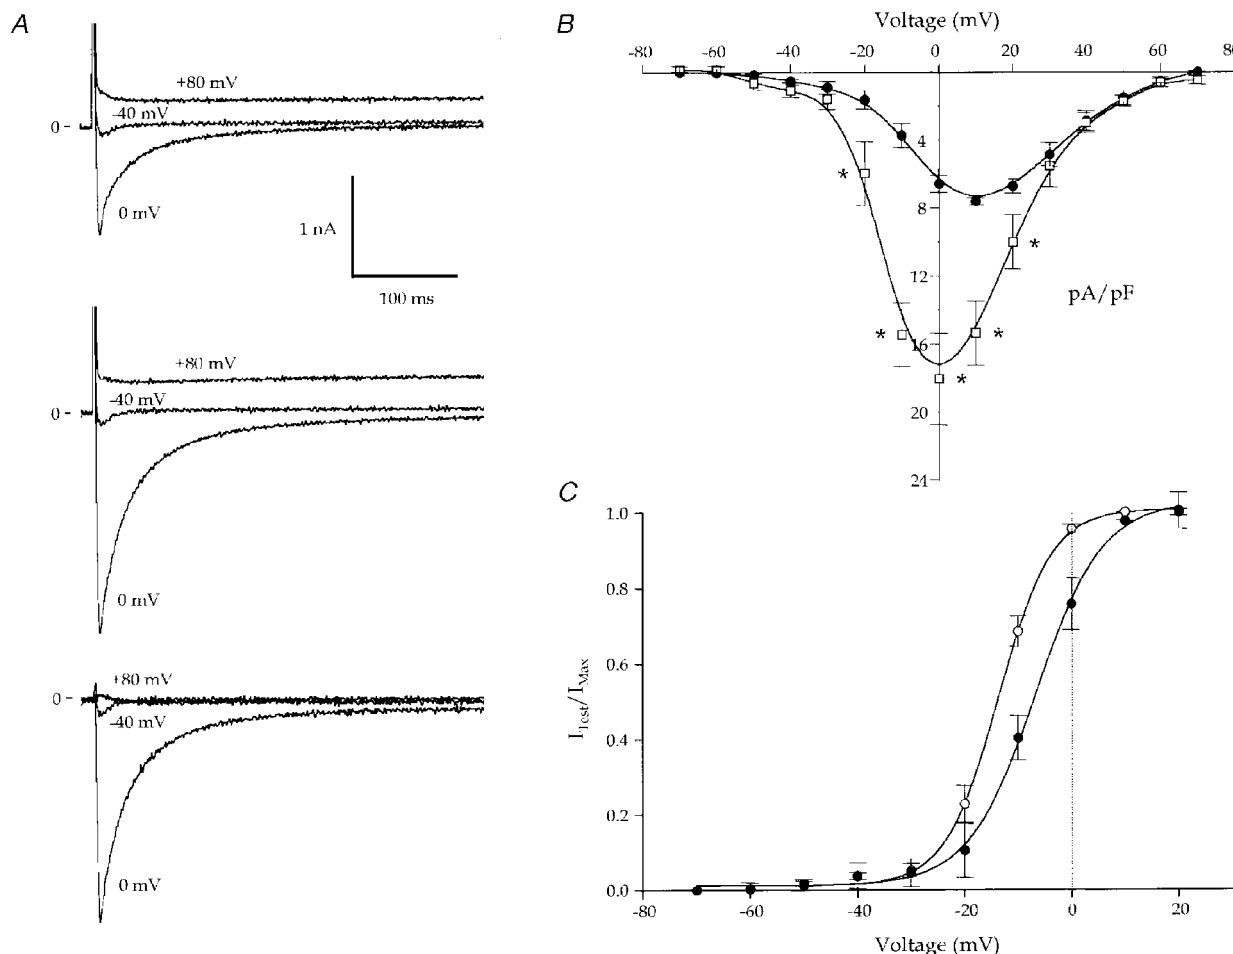 A
+80 mV
-40 mV
0 -
0 mV
1 nA
100 ms
+80 mV
-40 mV
0 -
0 mV
+80 mV
0 -
-40 mV
0 mV
B
Voltage (mV)
-80 -60 -40 -20 0 20 40 60 80
4
8
12
16
20
24
* * * * *
pA/pF
C
1.0
0.8
0.6
0.4
0.2
0.0
I_Test/I_Max
-80 -60 -40 -20 0 20
Voltage (mV)